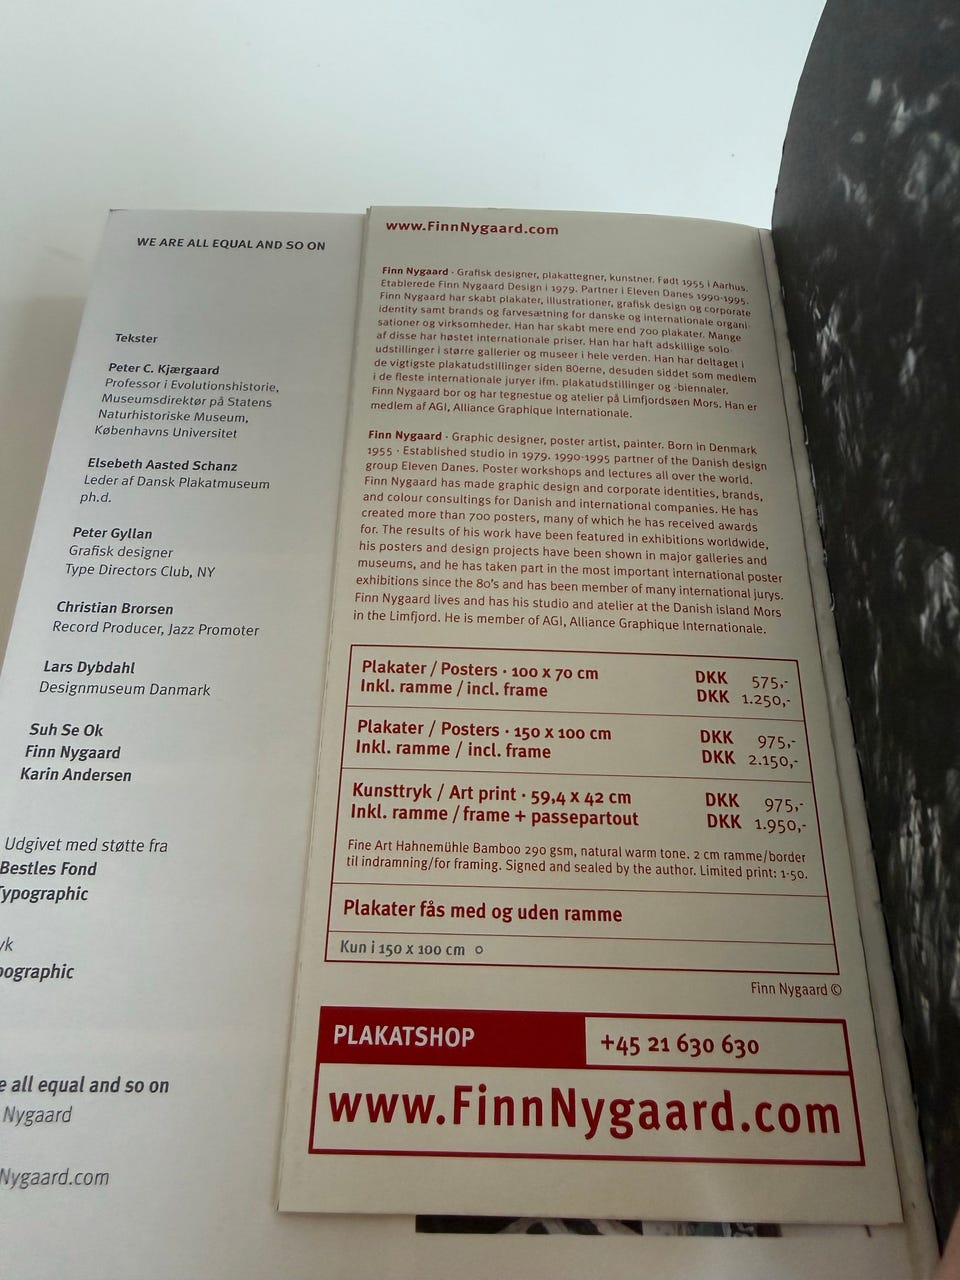 WE ARE ALL EQUAL AND SO ON
Tekster
Peter C. Kjærgaard
Professor i Evolutionshistorie,
Museumsdirektør på Statens
Naturhistoriske Museum,
Københavns Universitet
Elsebeth Aasted Schanz
Leder af Dansk Plakatmuseum
ph.d.
Peter Gyllan
Grafisk designer
Type Directors Club, NY
Christian Brorsen
Record Producer, Jazz Promoter
Lars Dybdahl
Designmuseum Danmark
Suh Se Ok
Finn Nygaard
Karin Andersen
Udgivet med støtte fra
Bestles Fond
Typographic
yk
pographic
e all equal and so on
Nygaard
Nygaard.com
www.FinnNygaard.com
Finn Nygaard · Grafisk designer, plakattegner, kunstner. Født 1955 i Aarhus.
Etablerede Finn Nygaard Design i 1979. Partner i Eleven Danes 1990-1995.
Finn Nygaard har skabt plakater, illustrationer, grafisk design og corporate
identity samt brands og farvesætning for danske og internationale organi-
sationer og virksomheder. Han har skabt mere end 700 plakater. Mange
af disse har høstet internationale priser. Han har haft adskillige solo-
udstillinger i større gallerier og museer i hele verden. Han har deltaget i
de vigtigste plakatudstillinger siden 80erne, desuden siddet som medlem
i de fleste internationale juryer ifm. plakatudstillinger og -biennaler.
Finn Nygaard bor og har tegnestue og atelier på Limfjordsøen Mors. Han er
medlem af AGI, Alliance Graphique Internationale.
Finn Nygaard · Graphic designer, poster artist, painter. Born in Denmark
1955 · Established studio in 1979. 1990-1995 partner of the Danish design
group Eleven Danes. Poster workshops and lectures all over the world.
Finn Nygaard has made graphic design and corporate identities, brands,
and colour consultings for Danish and international companies. He has
created more than 700 posters, many of which he has received awards
for. The results of his work have been featured in exhibitions worldwide,
his posters and design projects have been shown in major galleries and
museums, and he has taken part in the most important international poster
exhibitions since the 80's and has been member of many international jurys.
Finn Nygaard lives and has his studio and atelier at the Danish island Mors
in the Limfjord. He is member of AGI, Alliance Graphique Internationale.
Plakater / Posters · 100 x 70 cm DKK 575,-
Inkl. ramme / incl. frame DKK 1.250,-
Plakater / Posters · 150 x 100 cm DKK 975,-
Inkl. ramme / incl. frame DKK 2.150,-
Kunsttryk / Art print · 59,4 x 42 cm DKK 975,-
Inkl. ramme / frame + passepartout DKK 1.950,-
Fine Art Hahnemühle Bamboo 290 gsm, natural warm tone. 2 cm ramme/border
til indramning/for framing. Signed and sealed by the author. Limited print: 1-50.
Plakater fås med og uden ramme
Kun i 150 x 100 cm
Finn Nygaard ©
PLAKATSHOP +45 21 630 630
www.FinnNygaard.com